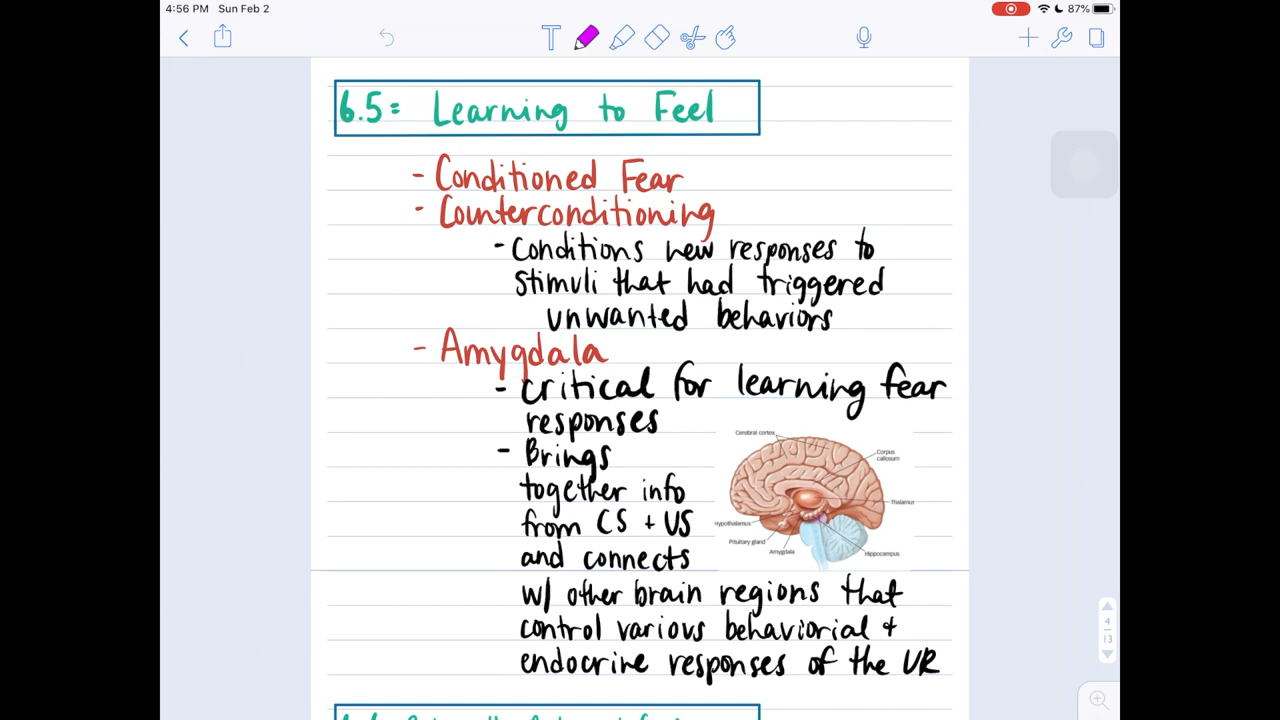 4:56 PM Sun Feb 2
87%
6.5= Learning to Feel
- Conditioned Fear
- Counterconditioning
- Conditions new responses to
stimuli that had triggered
unwanted behaviors
- Amygdala
- critical for learning fear
responses
- Brings
together info
from CS + US
and connects
w/ other brain regions that
control various behaviorial +
endocrine responses of the UR
Cerebral cortex
Corpus
callosum
Thalamus
Hypothalamus
Pituitary gland
Amygdala
Hippocampus
4
13